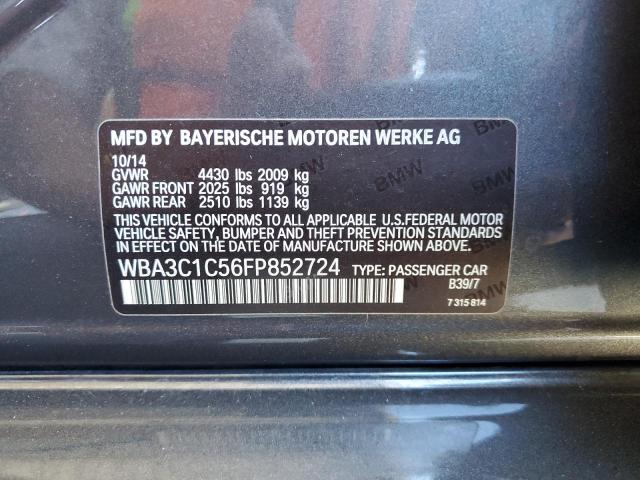 MFD BY BAYERISCHE MOTOREN WERKE AG
10/14
GVWR 4430 lbs 2009 kg
GAWR FRONT 2025 lbs 919 kg
GAWR REAR 2510 lbs 1139 kg
THIS VEHICLE CONFORMS TO ALL APPLICABLE U.S.FEDERAL MOTOR
VEHICLE SAFETY, BUMPER AND THEFT PREVENTION STANDARDS
IN EFFECT ON THE DATE OF MANUFACTURE SHOWN ABOVE.
WBA3C1C56FP852724 TYPE: PASSENGER CAR
B39/7
7 315 814